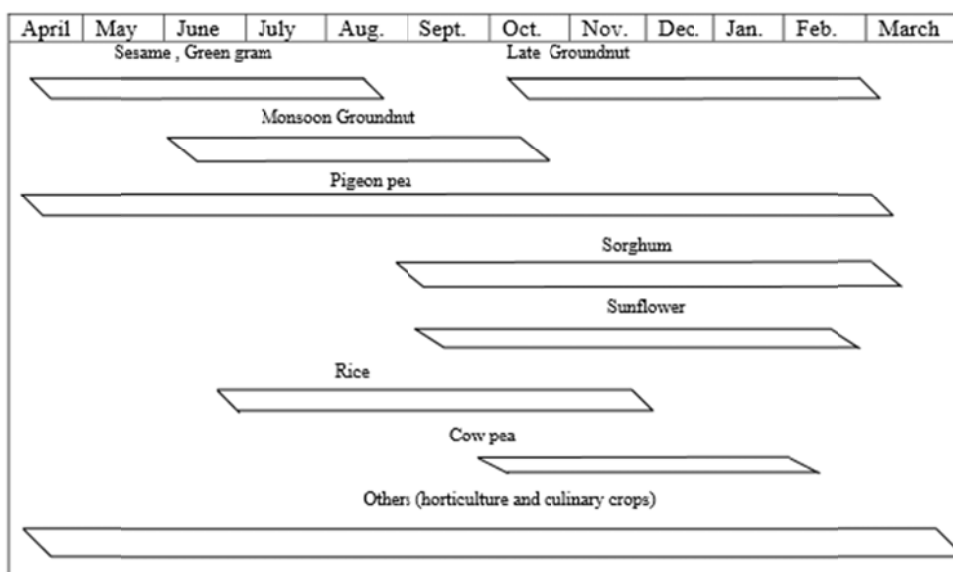 April May June July Aug. Sept. Oct. Nov. Dec. Jan. Feb. March
Sesame , Green gram Late Groundnut
Monsoon Groundnut
Pigeon pea
Sorghum
Sunflower
Rice
Cow pea
Others (horticulture and culinary crops)